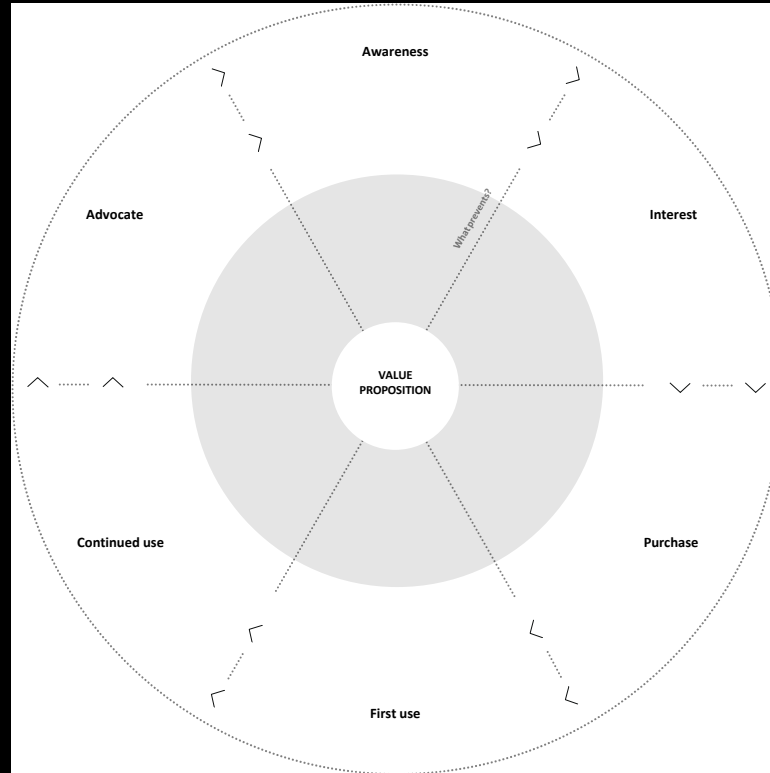 Awareness
What prevents?
Advocate
Interest
VALUE
PROPOSITION
Continued use
Purchase
First use